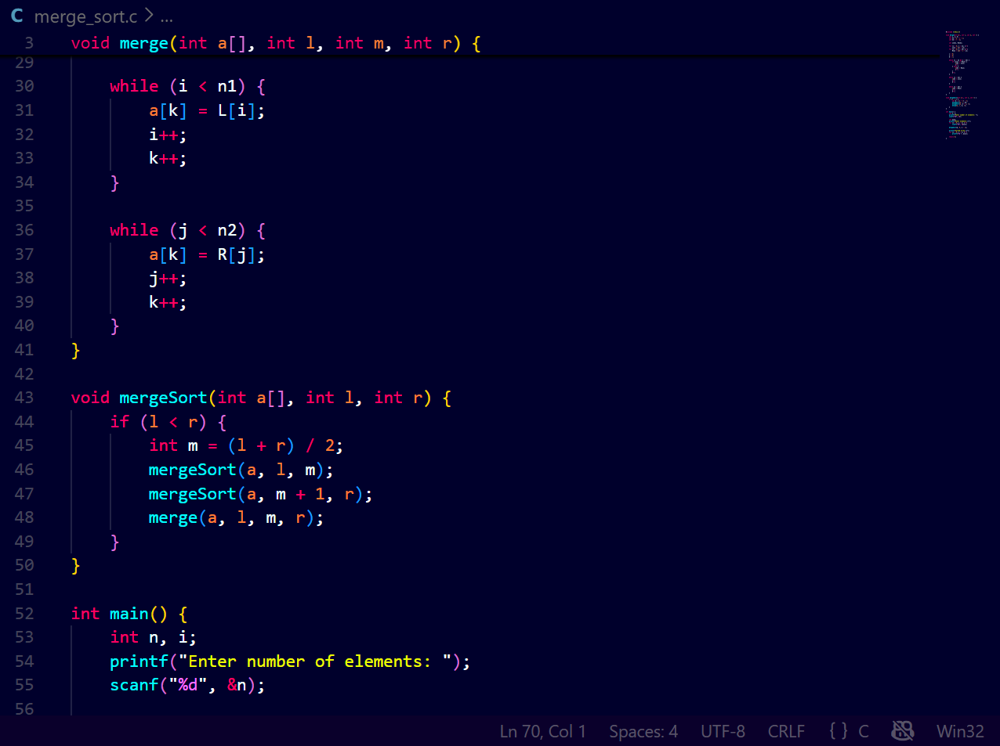 C merge_sort.c > ...
3 void merge(int a[], int l, int m, int r) {
29
30 while (i < n1) {
31 a[k] = L[i];
32 i++;
33 k++;
34 }
35
36 while (j < n2) {
37 a[k] = R[j];
38 j++;
39 k++;
40 }
41 }
42
43 void mergeSort(int a[], int l, int r) {
44 if (l < r) {
45 int m = (l + r) / 2;
46 mergeSort(a, l, m);
47 mergeSort(a, m + 1, r);
48 merge(a, l, m, r);
49 }
50 }
51
52 int main() {
53 int n, i;
54 printf("Enter number of elements: ");
55 scanf("%d", &n);
56
Ln 70, Col 1 Spaces: 4 UTF-8 CRLF { } C Win32